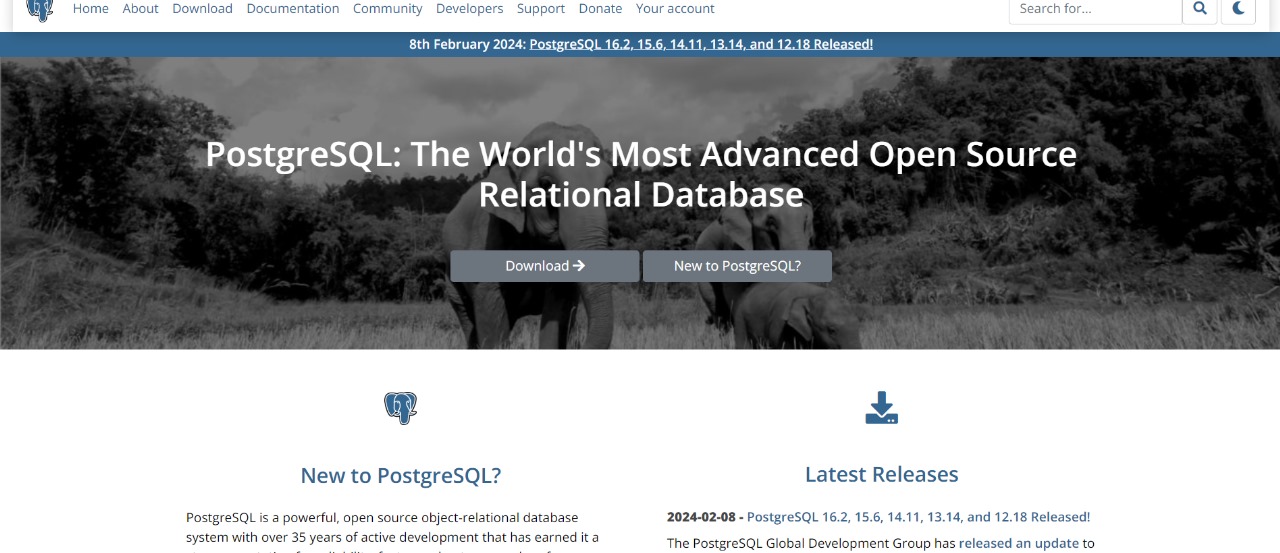 Home About Download Documentation Community Developers Support Donate Your account Search for...
8th February 2024: PostgreSQL 16.2, 15.6, 14.11, 13.14, and 12.18 Released!
PostgreSQL: The World's Most Advanced Open Source
Relational Database
Download New to PostgreSQL?
New to PostgreSQL?
PostgreSQL is a powerful, open source object-relational database
system with over 35 years of active development that has earned it a
Latest Releases
2024-02-08 - PostgreSQL 16.2, 15.6, 14.11, 13.14, and 12.18 Released!
The PostgreSQL Global Development Group has released an update to